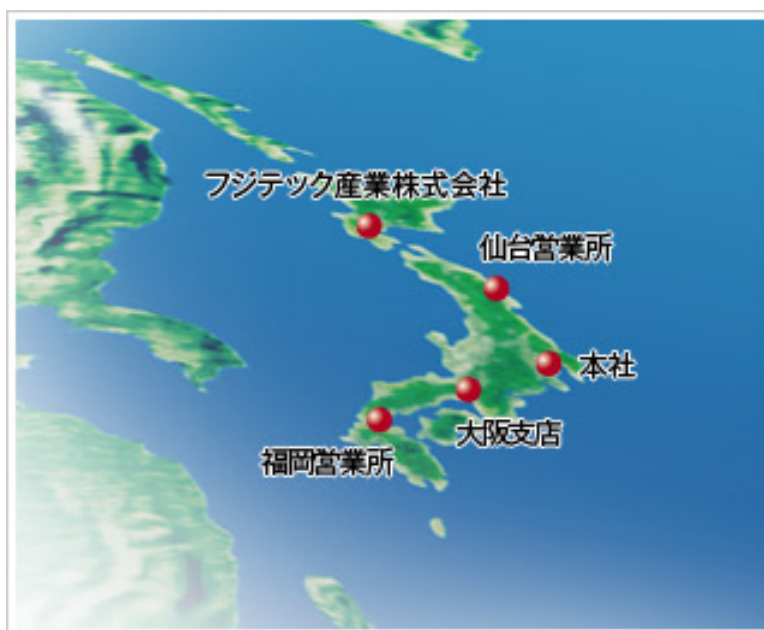 フジテック産業株式会社
仙台営業所
本社
大阪支店
福岡営業所